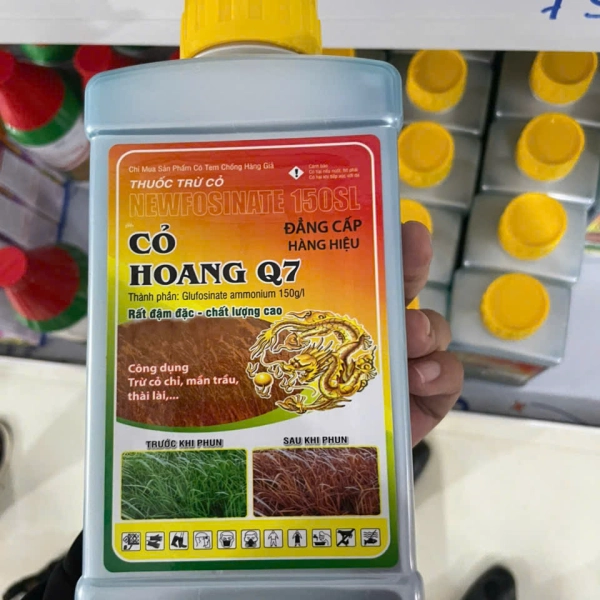 Chỉ Mua Sản Phẩm Có Tem Chống Hàng Giả
THUỐC TRỪ CỎ
NEWFOSINATE 150SL
ĐẲNG CẤP
HÀNG HIỆU
CỎ
HOANG Q7
Thành phần: Glufosinate ammonium 150g/l
Rất đậm đặc - chất lượng cao
Công dụng
Trừ cỏ chỉ, mần trầu,
thài lài,...
TRƯỚC KHI PHUN
SAU KHI PHUN